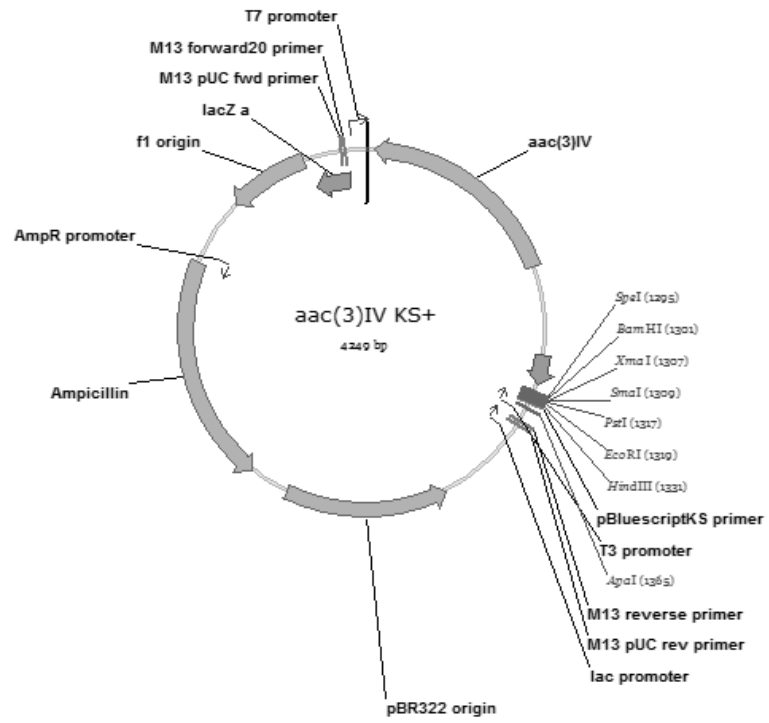 T7 promoter
M13 forward20 primer
M13 pUC fwd primer
lacZ a
f1 origin
aac(3)IV
AmpR promoter
aac(3)IV KS+
4249 bp
SpeI (1295)
BamHI (1301)
XmaI (1307)
SmaI (1309)
PstI (1317)
EcoRI (1319)
HindIII (1331)
Ampicillin
pBluescriptKS primer
T3 promoter
ApaI (1365)
M13 reverse primer
M13 pUC rev primer
lac promoter
pBR322 origin